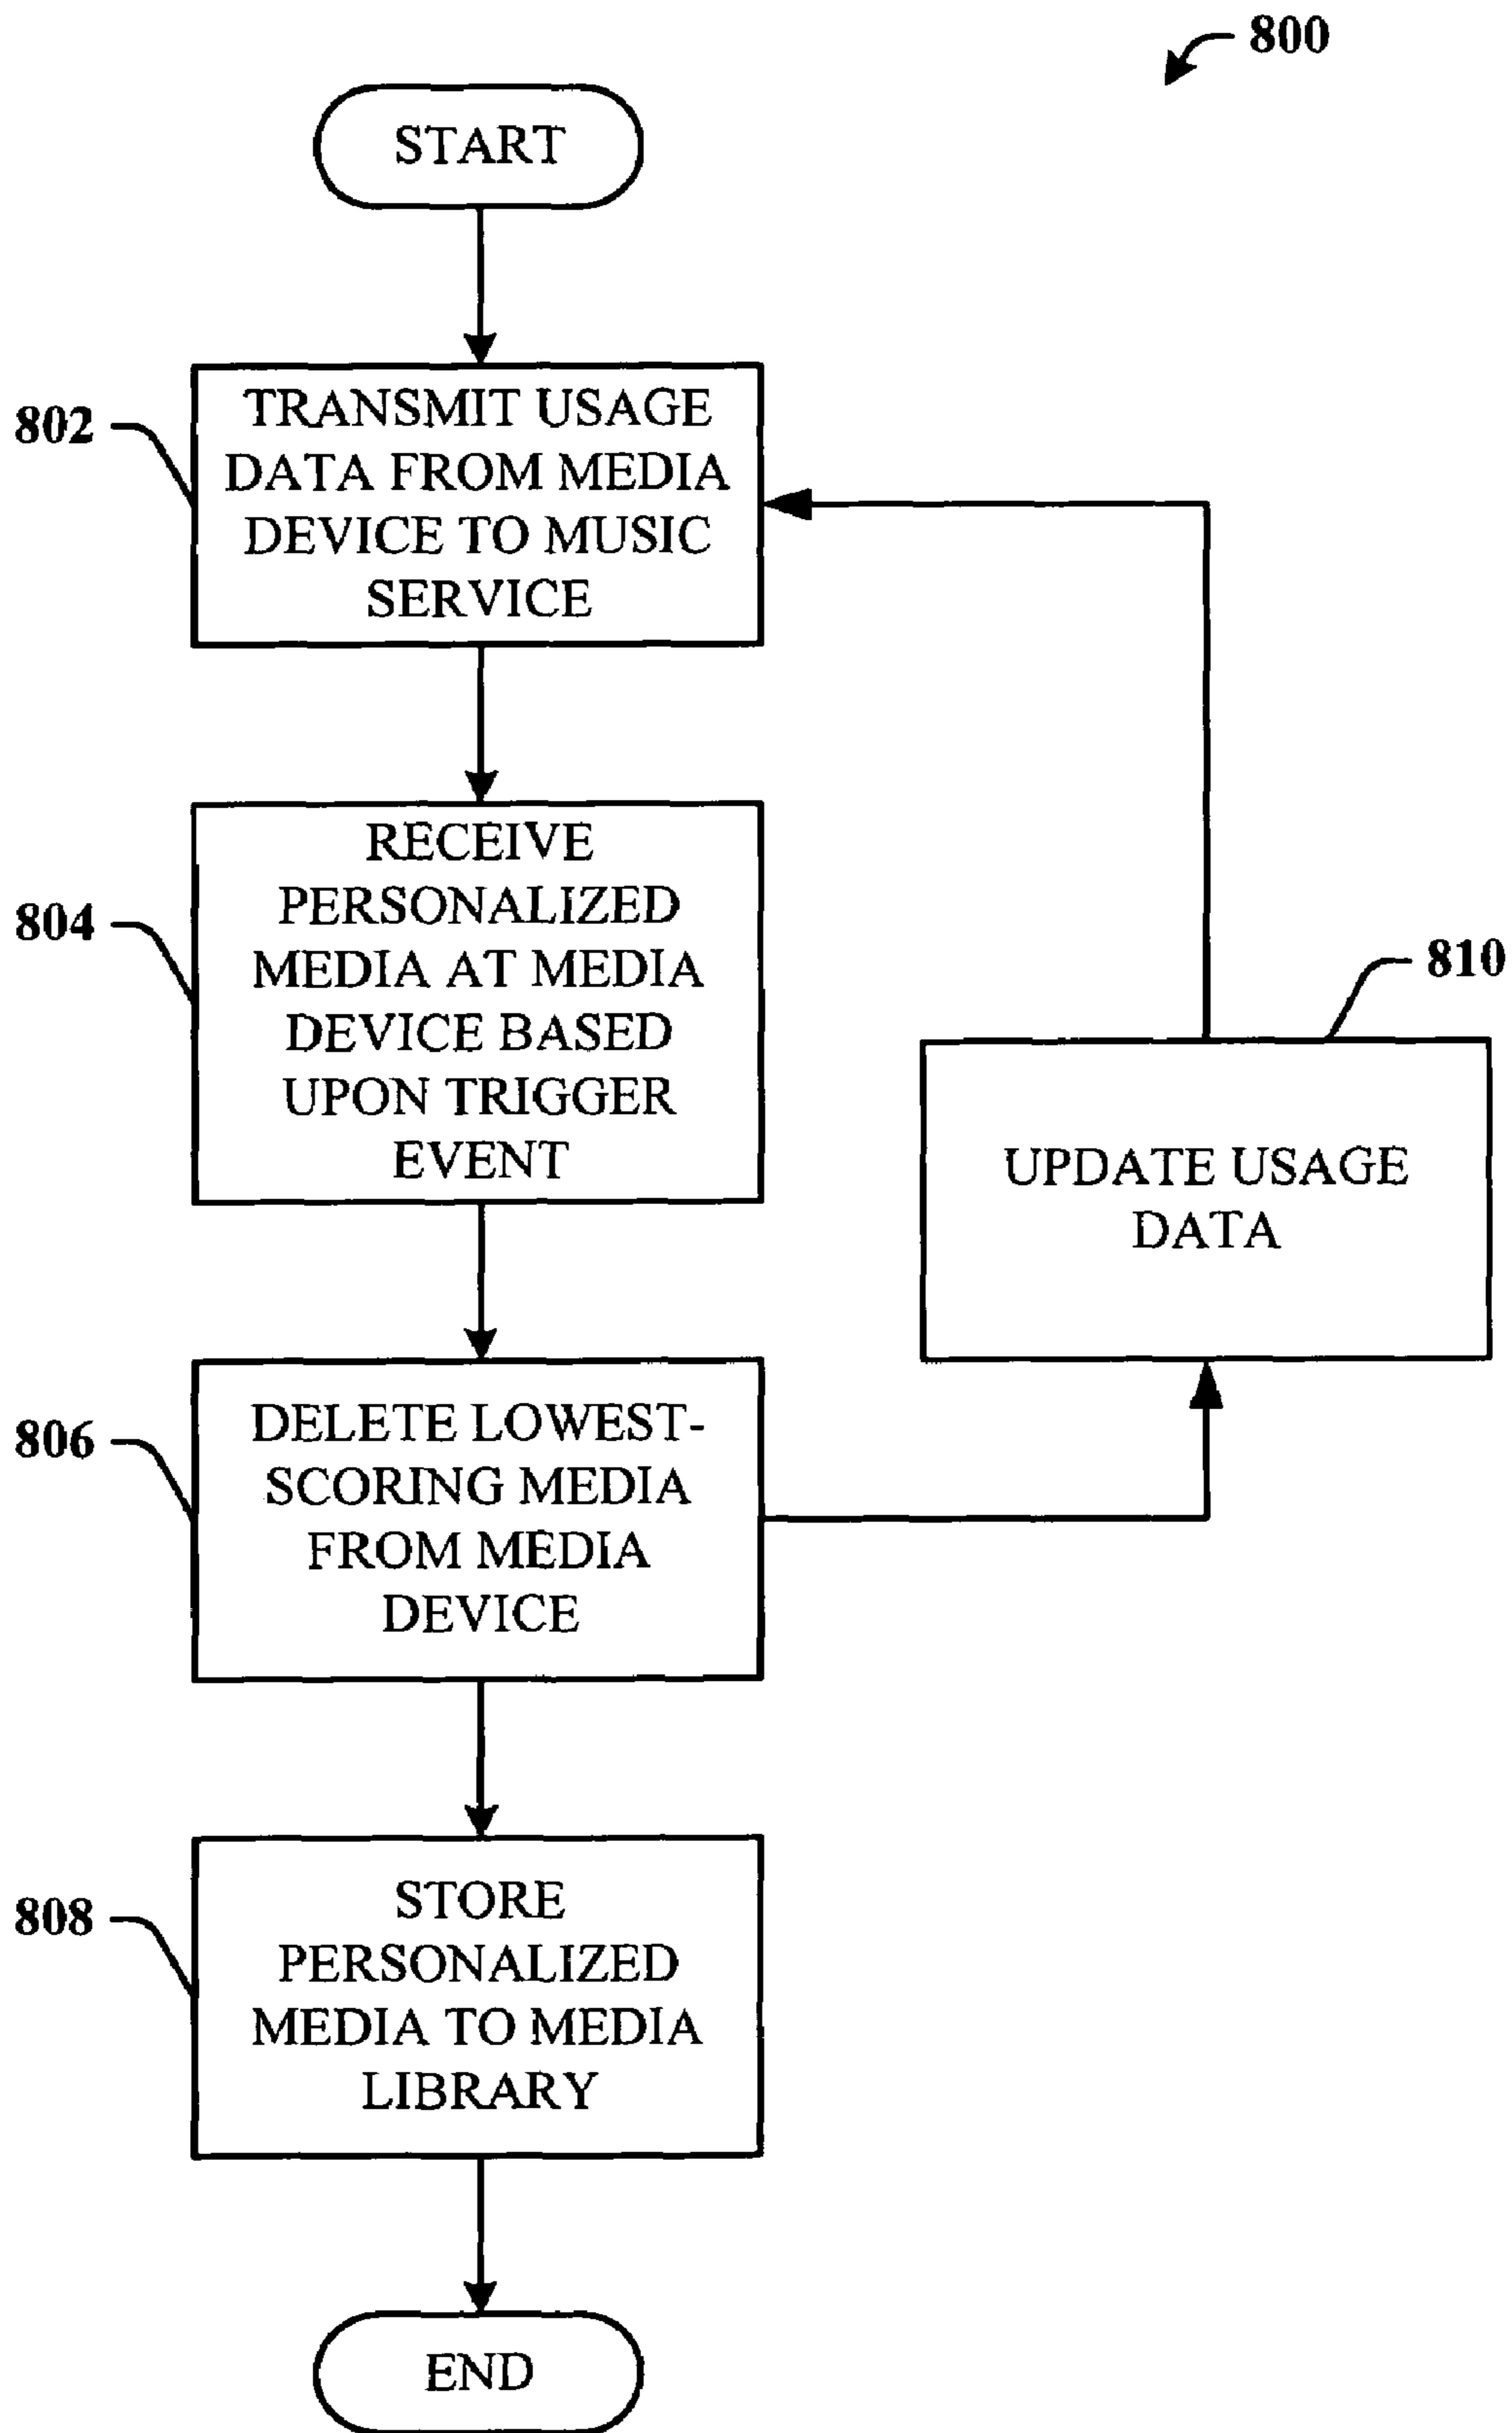 800
START
802
TRANSMIT USAGE
DATA FROM MEDIA
DEVICE TO MUSIC
SERVICE
804
RECEIVE
PERSONALIZED
MEDIA AT MEDIA
DEVICE BASED
UPON TRIGGER
EVENT
810
UPDATE USAGE
DATA
806
DELETE LOWEST-
SCORING MEDIA
FROM MEDIA
DEVICE
808
STORE
PERSONALIZED
MEDIA TO MEDIA
LIBRARY
END